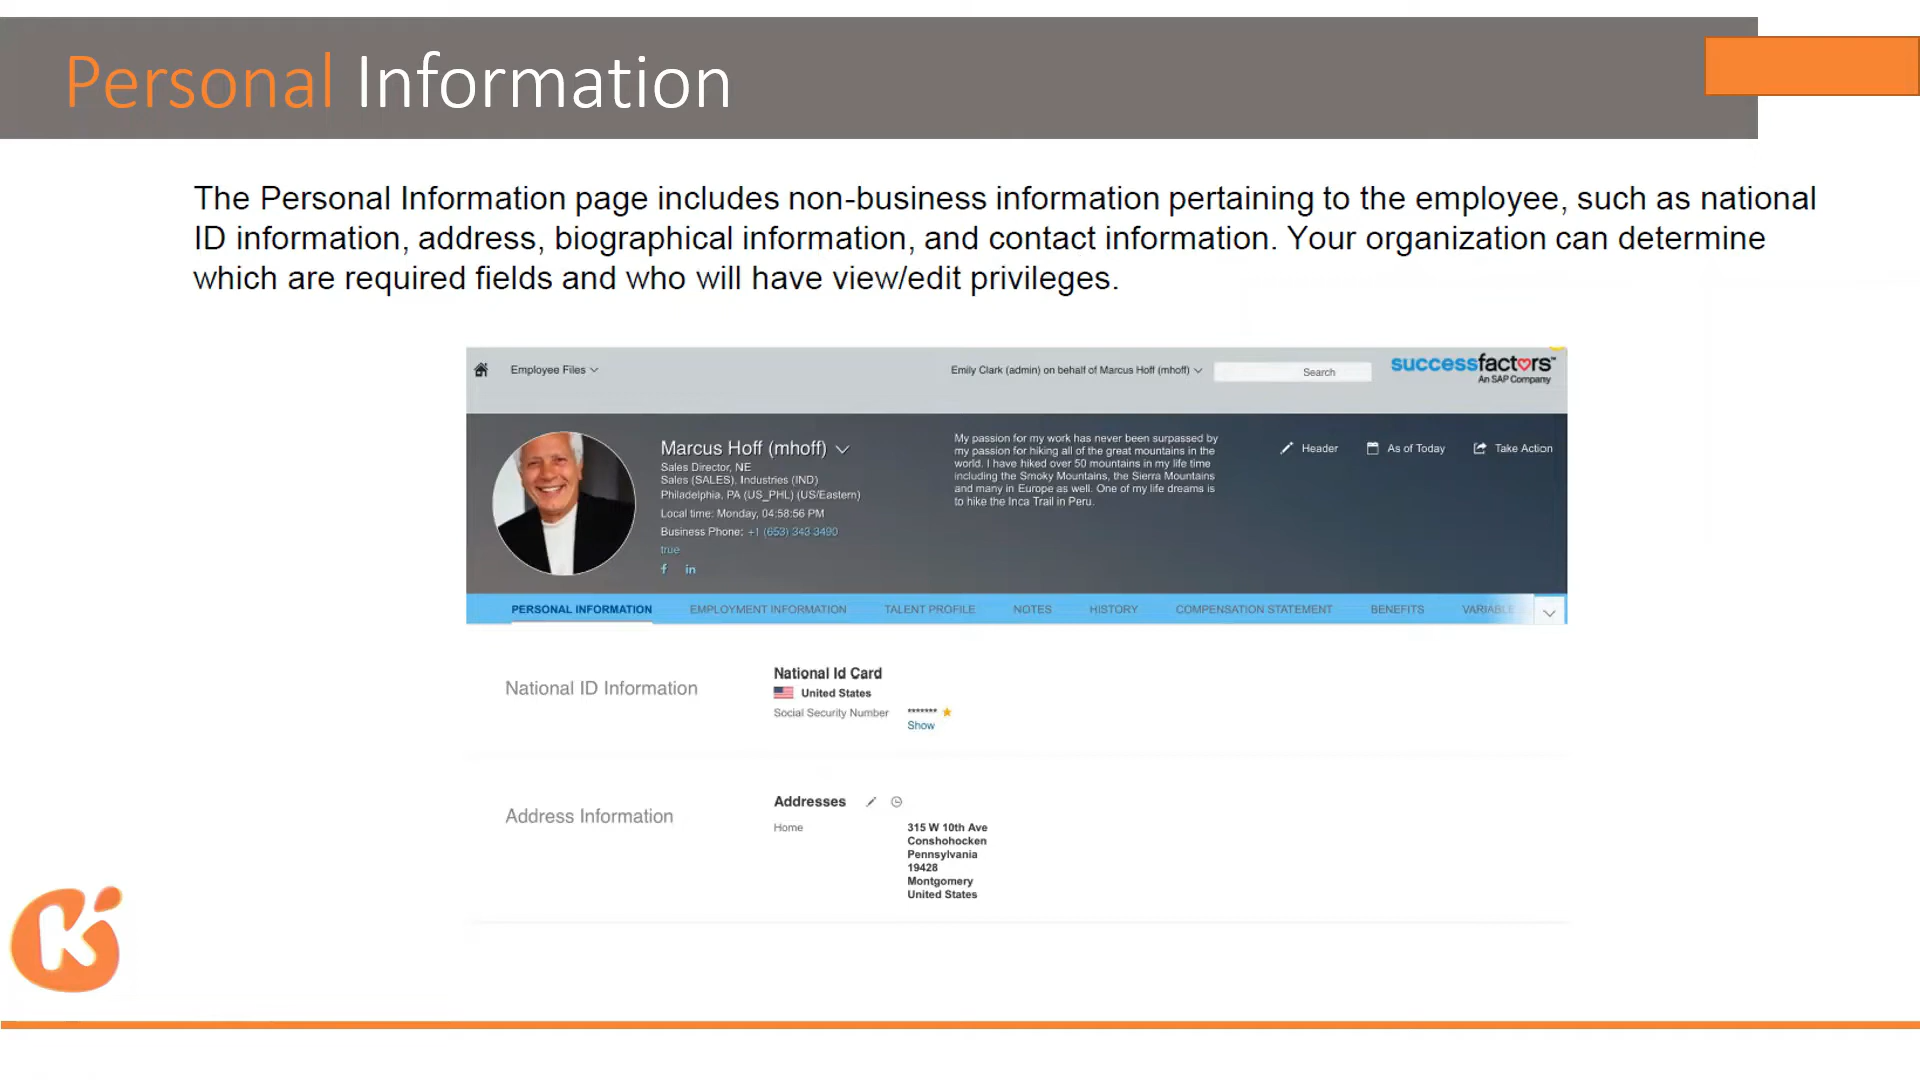 Personal Information
The Personal Information page includes non-business information pertaining to the employee, such as national
ID information, address, biographical information, and contact information. Your organization can determine
which are required fields and who will have view/edit privileges.
Employee Files
Emily Clark (admin) on behalf of Marcus Hoff (mhoff)
Search
successfactors™
An SAP Company
Marcus Hoff (mhoff)
Sales Director, NE
Sales (SALES), Industries (IND)
Philadelphia, PA (US_PHL) (US/Eastern)
Local time: Monday, 04:58:56 PM
Business Phone: +1 (653) 343 3490
true
f in
My passion for my work has never been surpassed by
my passion for hiking all of the great mountains in the
world. I have hiked over 50 mountains in my life time
including the Smoky Mountains, the Sierra Mountains
and many in Europe as well. One of my life dreams is
to hike the Inca Trail in Peru.
Header
As of Today
Take Action
PERSONAL INFORMATION EMPLOYMENT INFORMATION TALENT PROFILE NOTES HISTORY COMPENSATION STATEMENT BENEFITS VARIABLE
National ID Information
National Id Card
United States
Social Security Number *******
Show
Address Information
Addresses
Home
315 W 10th Ave
Conshohocken
Pennsylvania
19428
Montgomery
United States
K